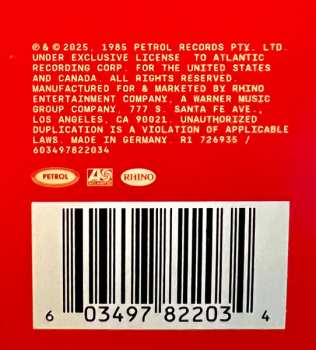 ℗ & © 2025, 1985 PETROL RECORDS PTY. LTD.
UNDER EXCLUSIVE LICENSE TO ATLANTIC
RECORDING CORP. FOR THE UNITED STATES
AND CANADA. ALL RIGHTS RESERVED.
MANUFACTURED FOR & MARKETED BY RHINO
ENTERTAINMENT COMPANY, A WARNER MUSIC
GROUP COMPANY, 777 S. SANTA FE AVE.,
LOS ANGELES, CA 90021. UNAUTHORIZED
DUPLICATION IS A VIOLATION OF APPLICABLE
LAWS. MADE IN GERMANY. R1 726935 /
603497822034
PETROL ATLANTIC RHINO
6 03497 82203 4